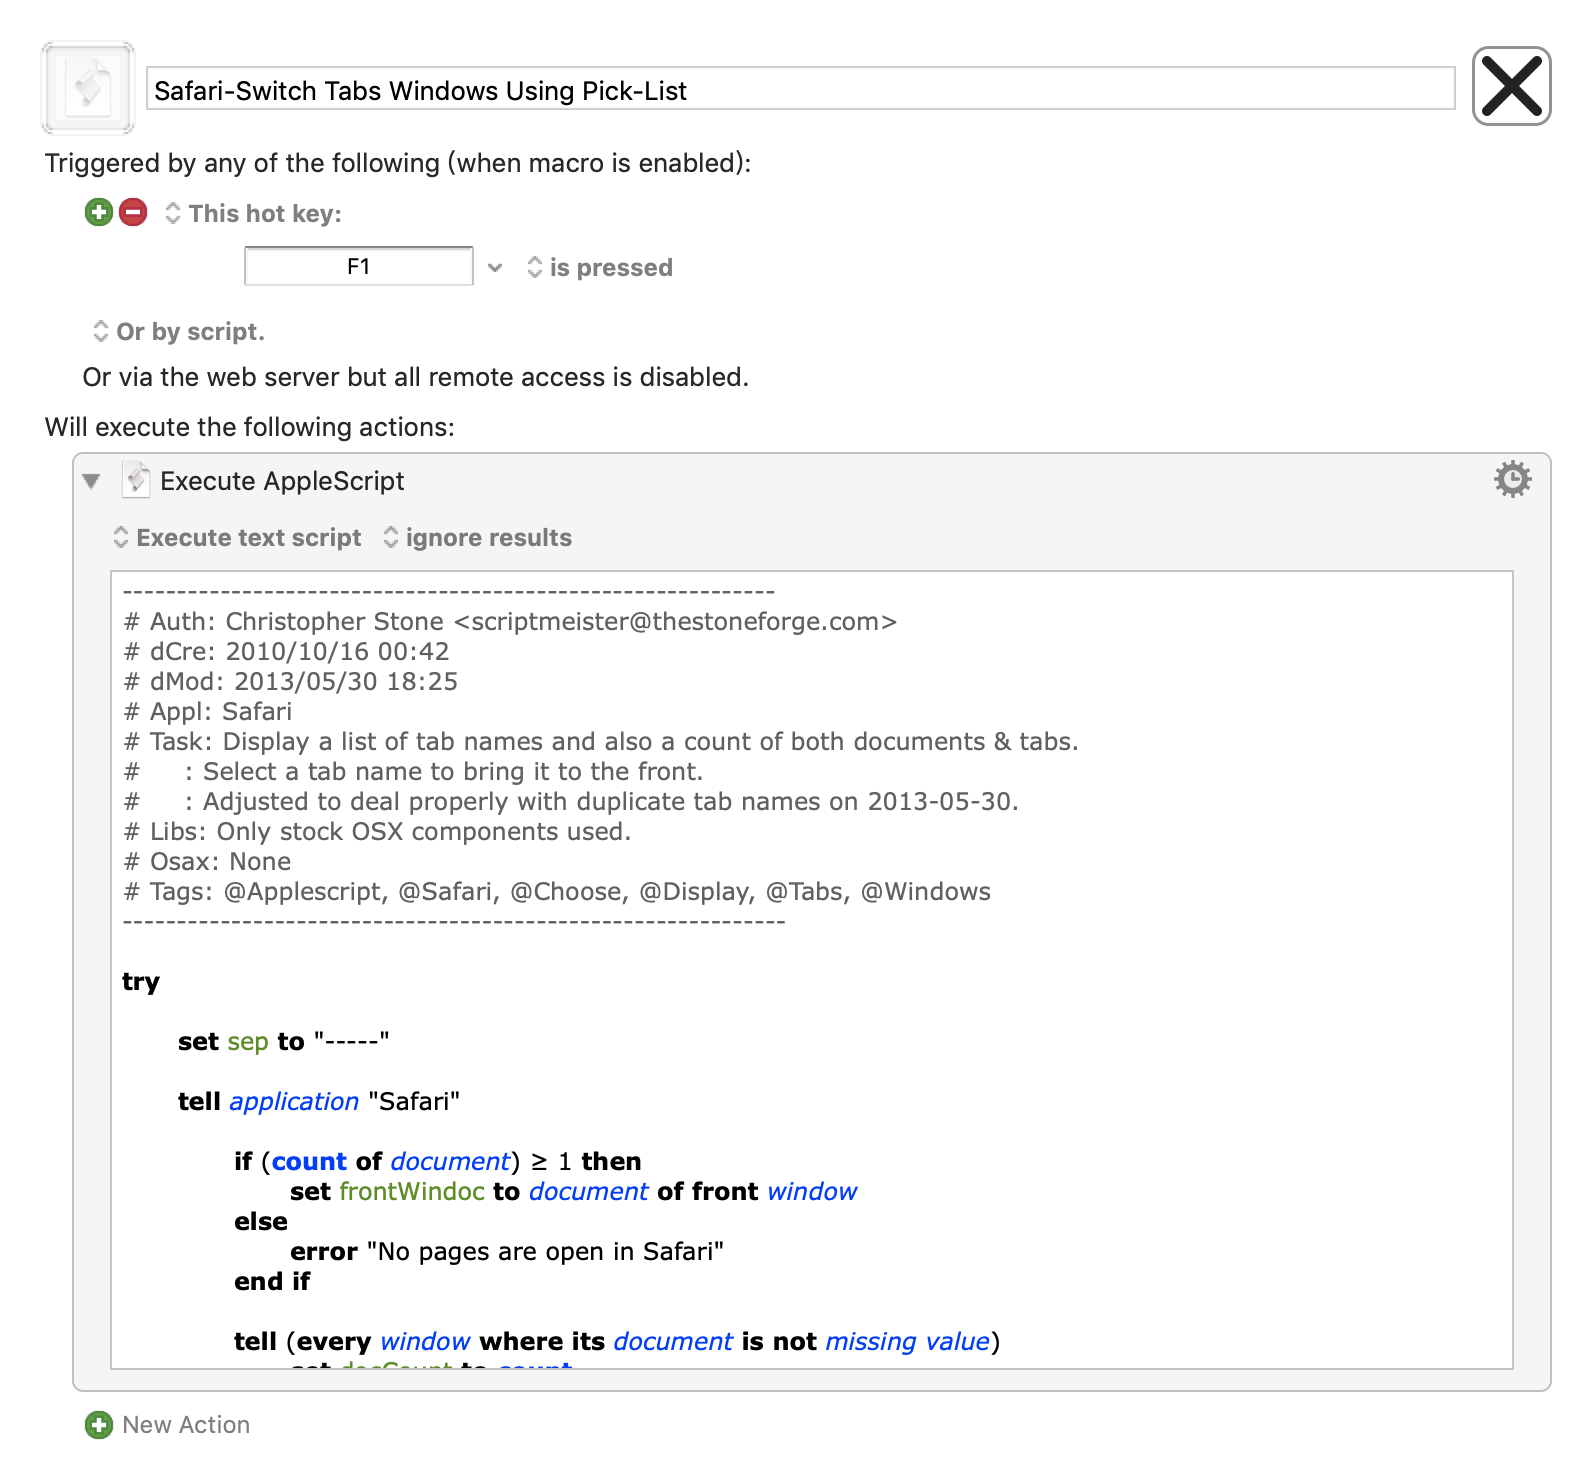 Safari-Switch Tabs Windows Using Pick-List
Triggered by any of the following (when macro is enabled):
This hot key:
F1 is pressed
Or by script.
Or via the web server but all remote access is disabled.
Will execute the following actions:
Execute AppleScript
Execute text script ignore results
------------------------------------------------------------
# Auth: Christopher Stone <scriptmeister@thestoneforge.com>
# dCre: 2010/10/16 00:42
# dMod: 2013/05/30 18:25
# Appl: Safari
# Task: Display a list of tab names and also a count of both documents & tabs.
#     : Select a tab name to bring it to the front.
#     : Adjusted to deal properly with duplicate tab names on 2013-05-30.
# Libs: Only stock OSX components used.
# Osax: None
# Tags: @Applescript, @Safari, @Choose, @Display, @Tabs, @Windows
-------------------------------------------------------------
try
set sep to "-----"
tell application "Safari"
if (count of document) ≥ 1 then
set frontWindoc to document of front window
else
error "No pages are open in Safari"
end if
tell (every window where its document is not missing value)
set docCount to count
New Action